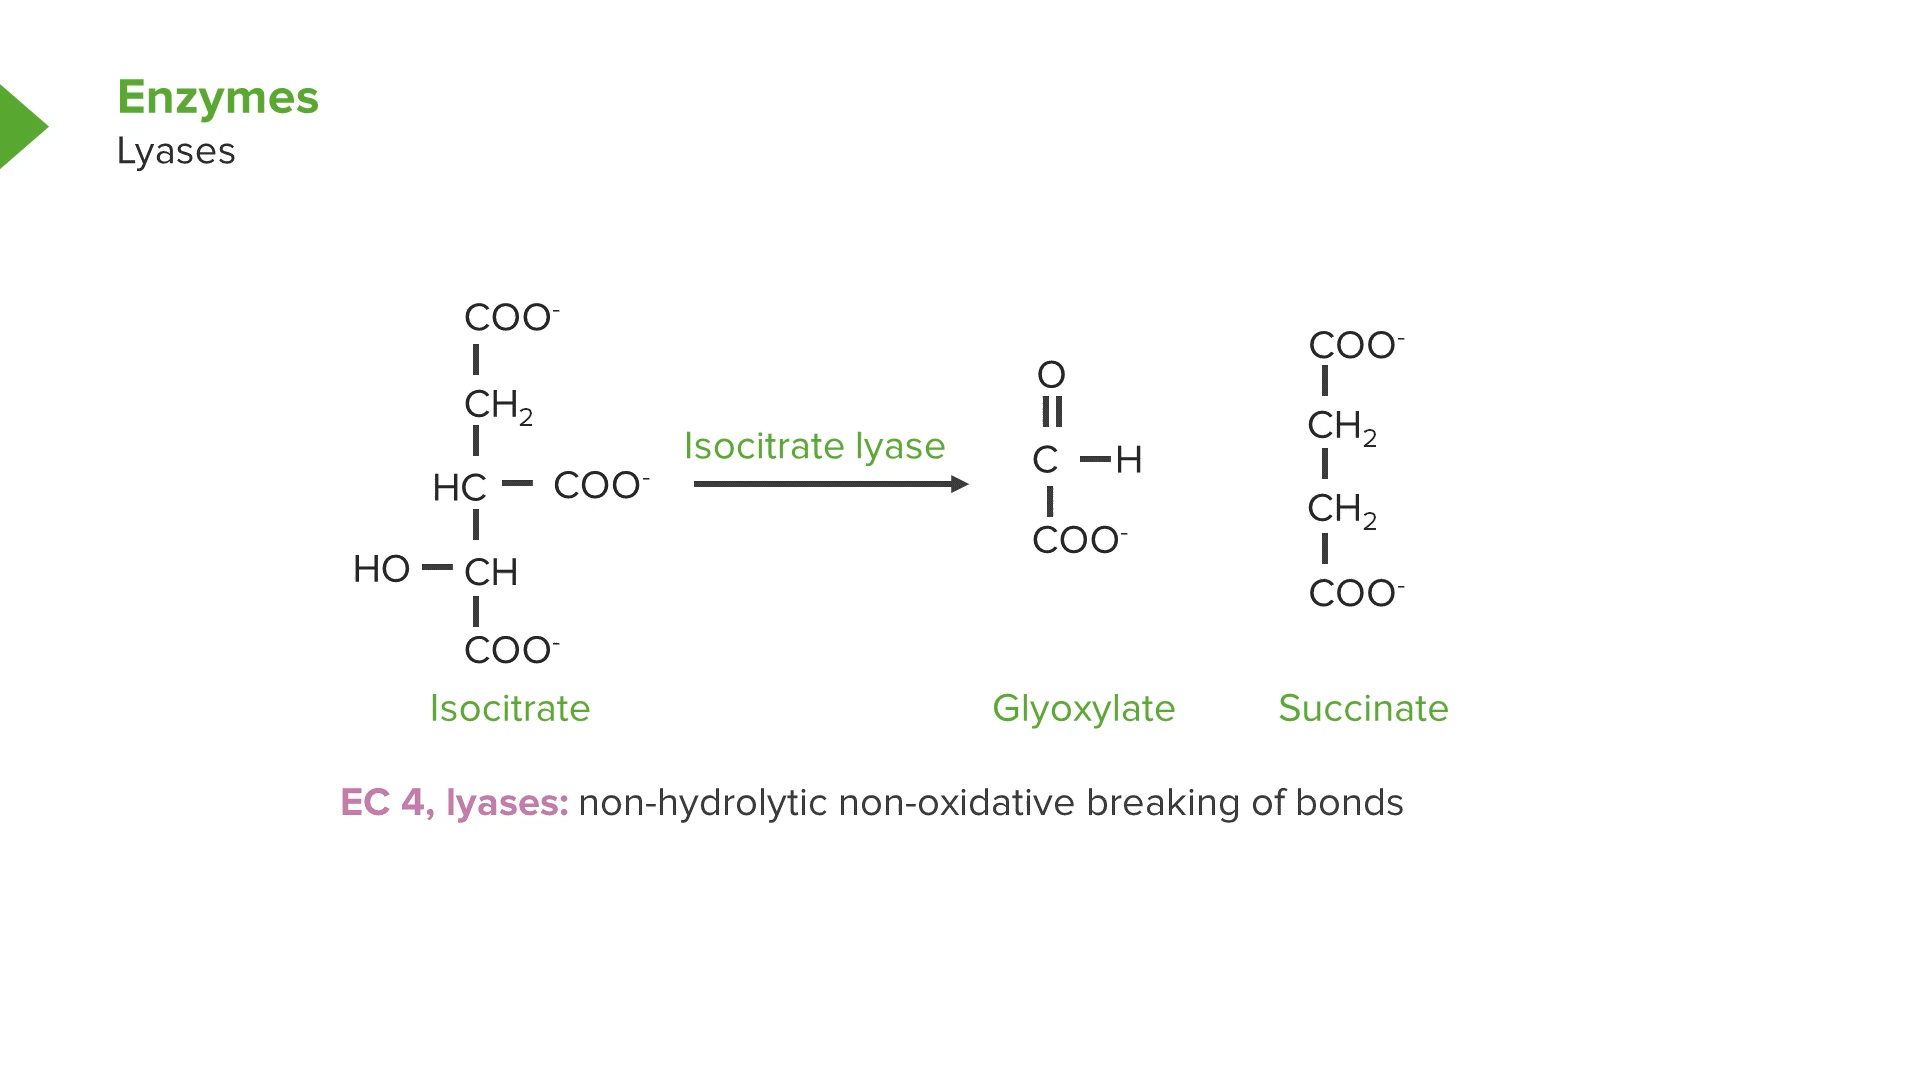 Enzymes
Lyases
COO⁻
CH₂
HC — COO⁻
HO — CH
COO⁻
Isocitrate
Isocitrate lyase
O
C — H
COO⁻
Glyoxylate
COO⁻
CH₂
CH₂
COO⁻
Succinate
EC 4, lyases: non-hydrolytic non-oxidative breaking of bonds